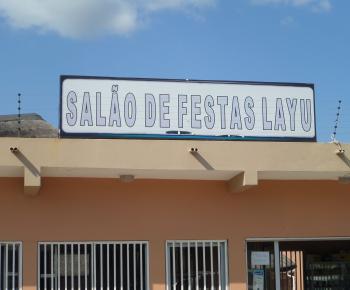 SALÃO DE FESTAS LAYU